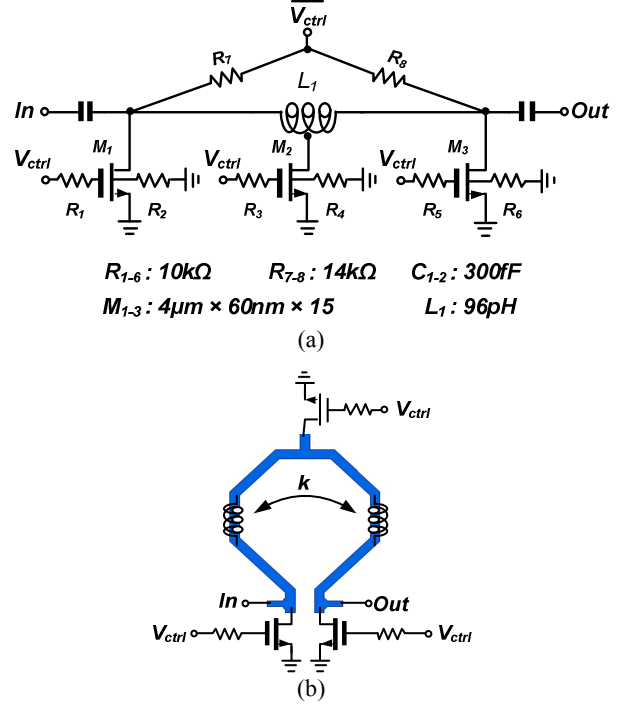 V̅c̅t̅r̅l̅
R7
R8
L1
In
Out
Vctrl
M1
Vctrl
M2
Vctrl
M3
R1
R2
R3
R4
R5
R6
R1-6 : 10kΩ R7-8 : 14kΩ C1-2 : 300fF
M1-3 : 4μm × 60nm × 15 L1 : 96pH
(a)
Vctrl
k
In
Out
Vctrl
Vctrl
(b)